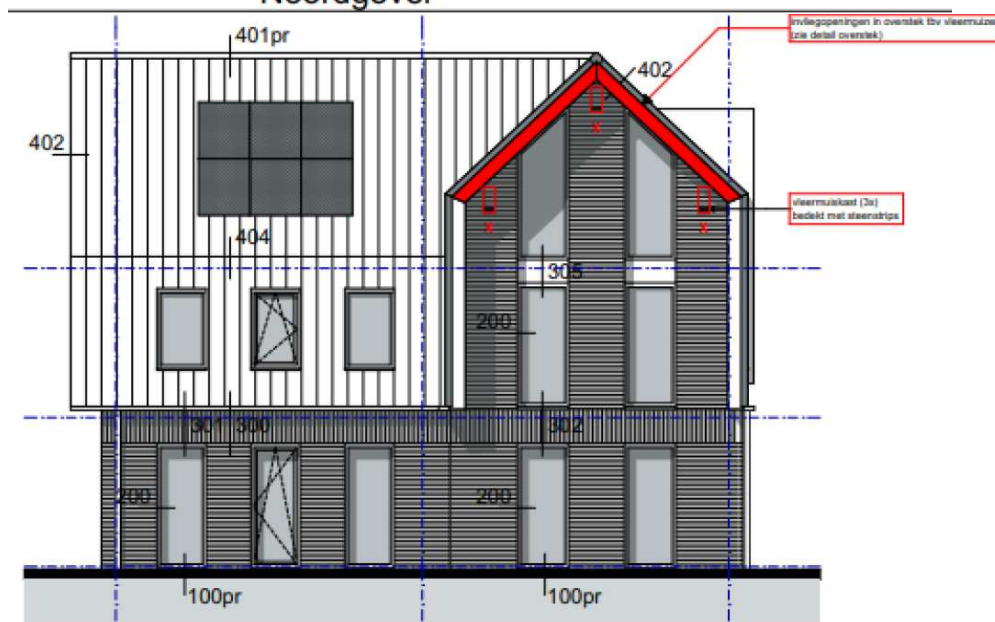 Noordgevel
invliegopeningen in overstek tbv vleermuize
(zie detail overstek)
401pr
402
402
vleermuiskast (3x)
bedekt met steenstrips
x
x
x
404
305
200
301
300
302
200
200
100pr
100pr